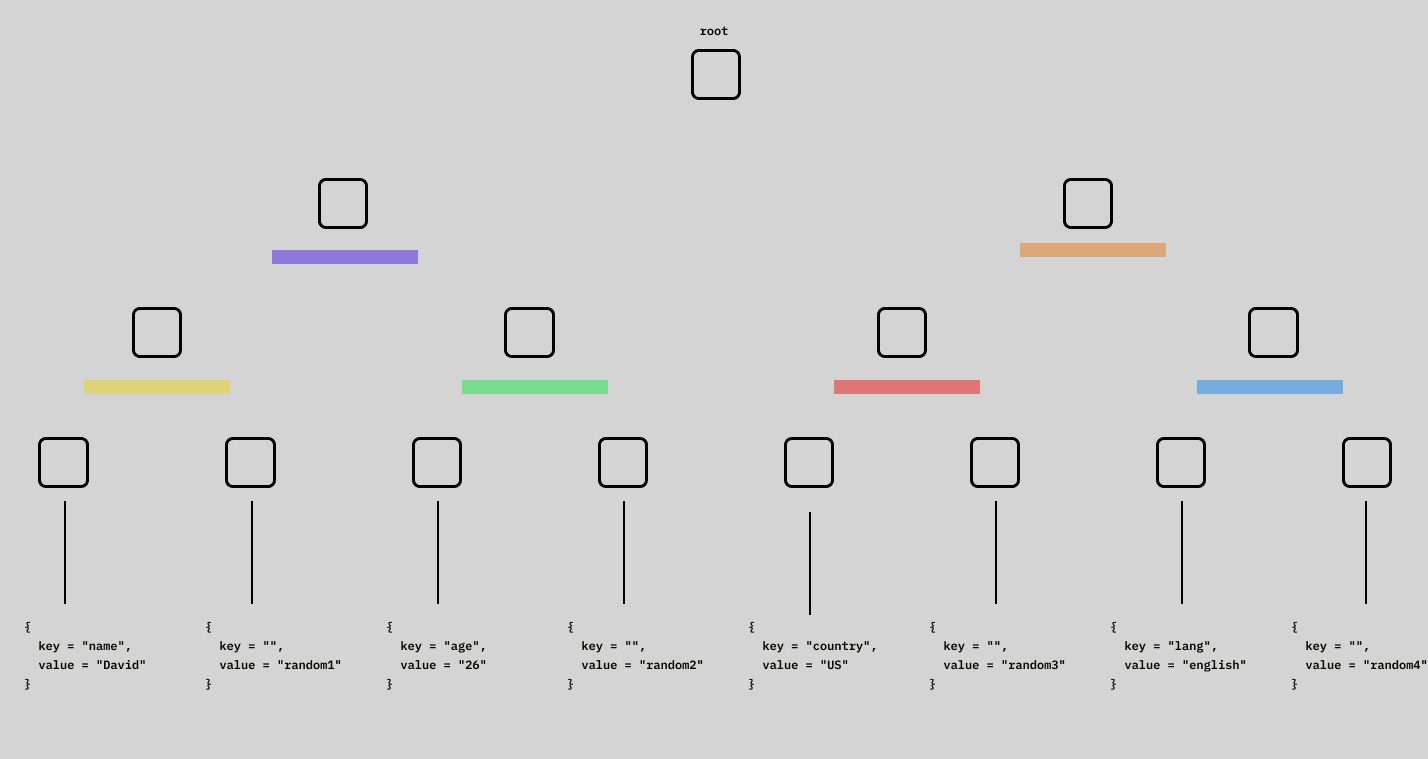 root
{
  key = "name",
  value = "David"
}
{
  key = "",
  value = "random1"
}
{
  key = "age",
  value = "26"
}
{
  key = "",
  value = "random2"
}
{
  key = "country",
  value = "US"
}
{
  key = "",
  value = "random3"
}
{
  key = "lang",
  value = "english"
}
{
  key = "",
  value = "random4"
}